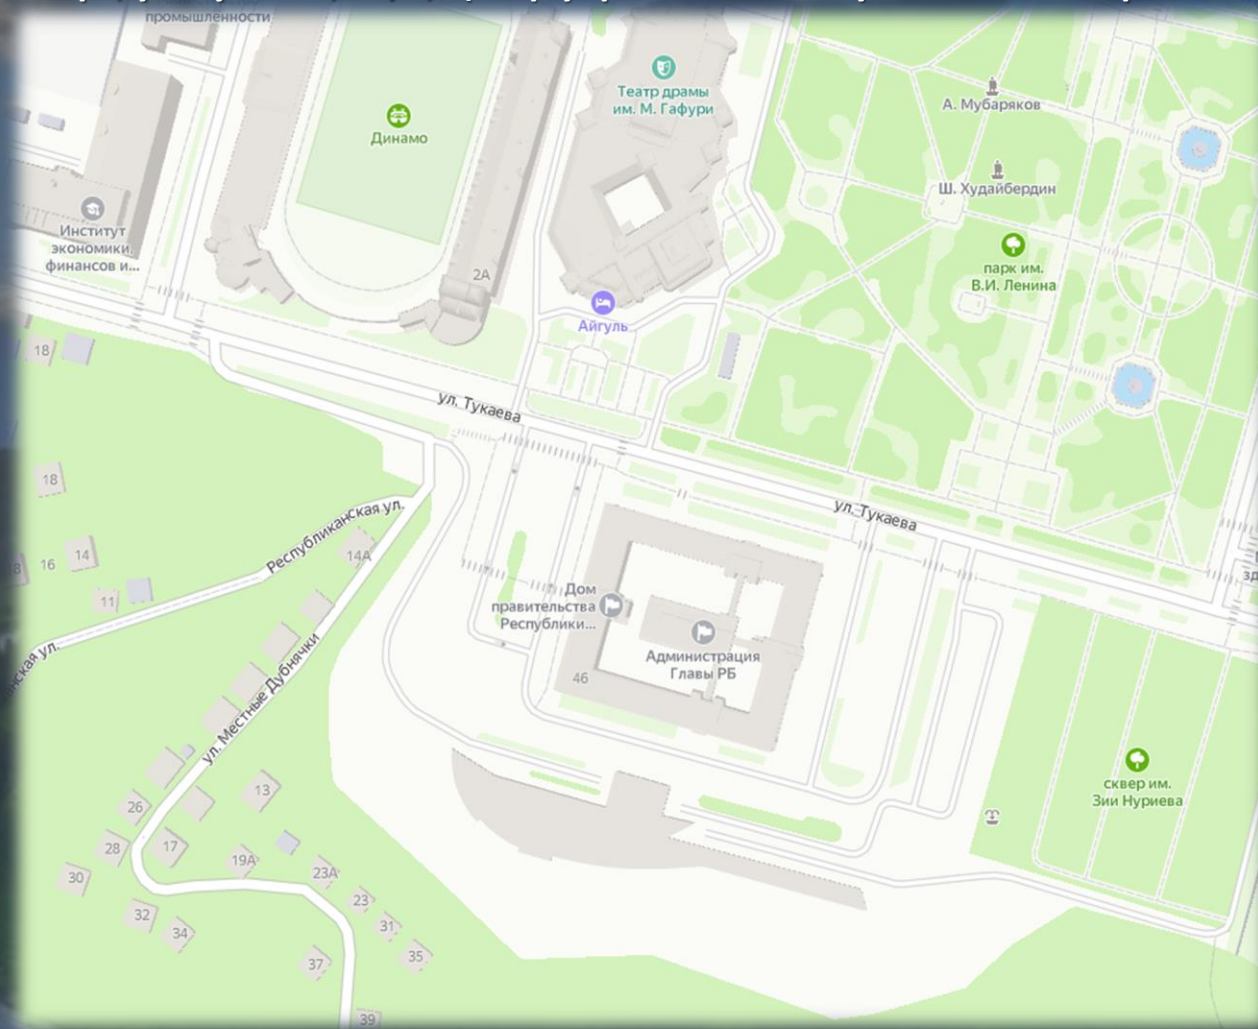 промышленности
Театр драмы
им. М. Гафури
А. Мубаряков
Динамо
Ш. Худайбердин
Институт
экономики,
финансов и...
парк им.
В.И. Ленина
2А
Айгуль
18
ул. Тукаева
18
ул. Тукаева
Республиканская ул.
14А
14
16
11
Дом
правительства
Республики...
Администрация
Главы РБ
46
ул. Местные Дубнячки
сквер им.
Зии Нуриева
13
26
28
17
19А
23А
30
23
32
31
34
35
37
39